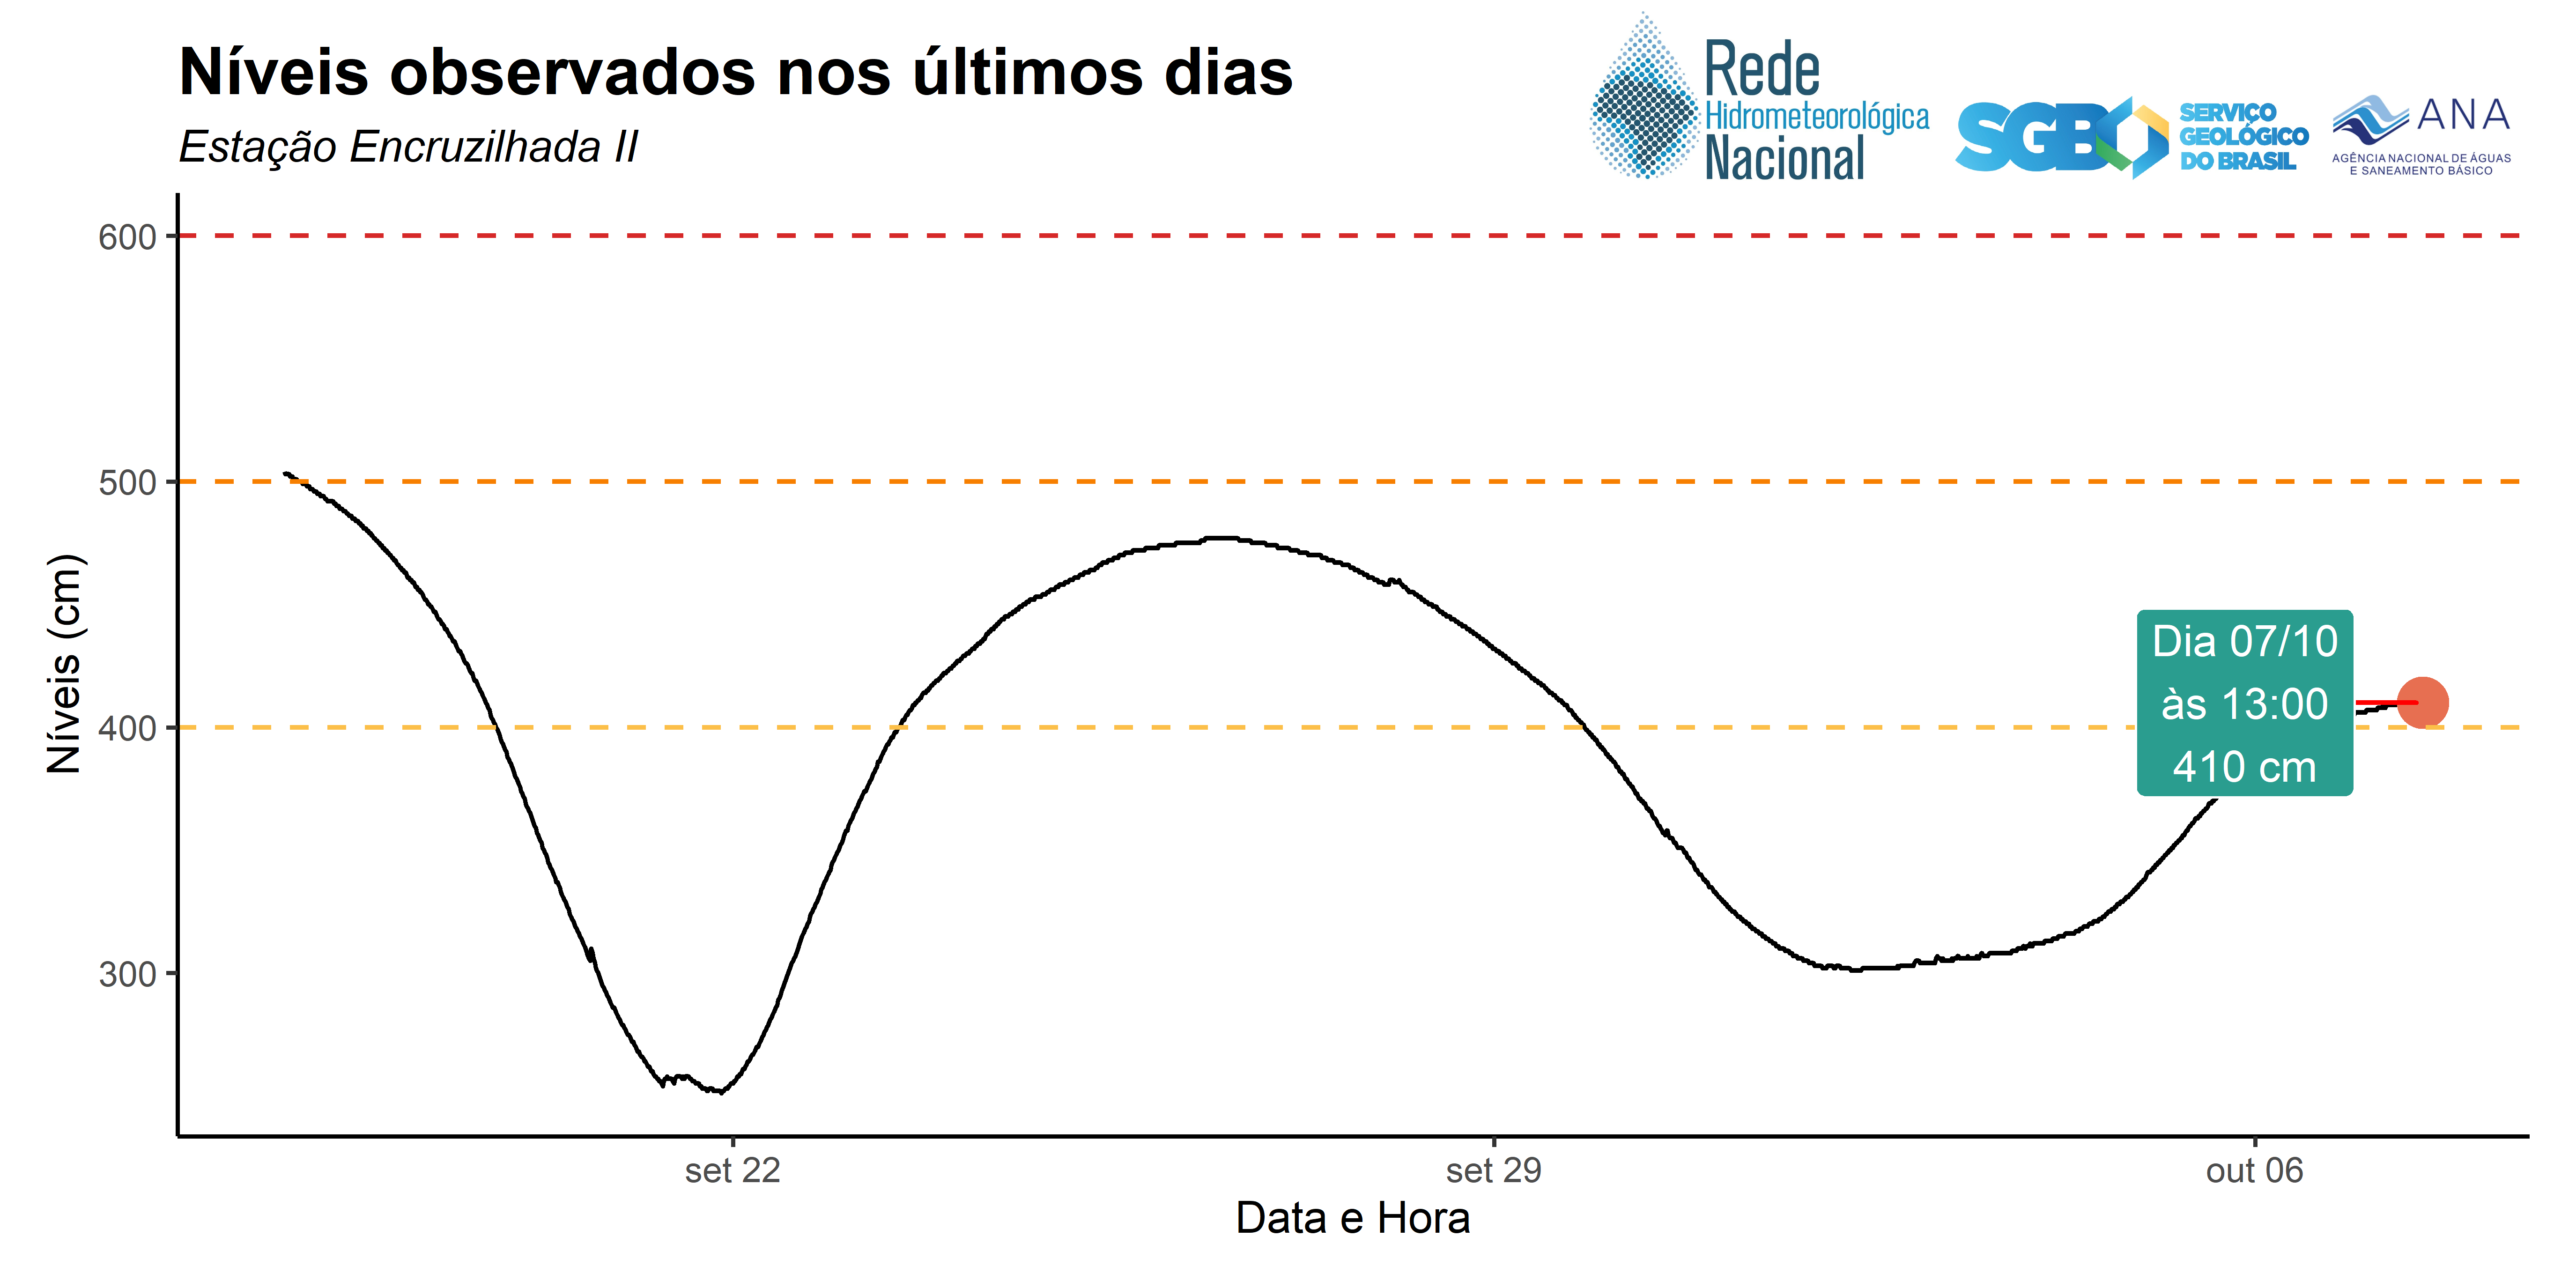 Níveis observados nos últimos dias
Estação Encruzilhada II
Rede
Hidrometeorológica
Nacional
SGB
SERVIÇO
GEOLÓGICO
DO BRASIL
ANA
AGÊNCIA NACIONAL DE ÁGUAS
E SANEAMENTO BÁSICO
Níveis (cm)
600
500
400
300
Dia 07/10
às 13:00
410 cm
set 22
set 29
out 06
Data e Hora